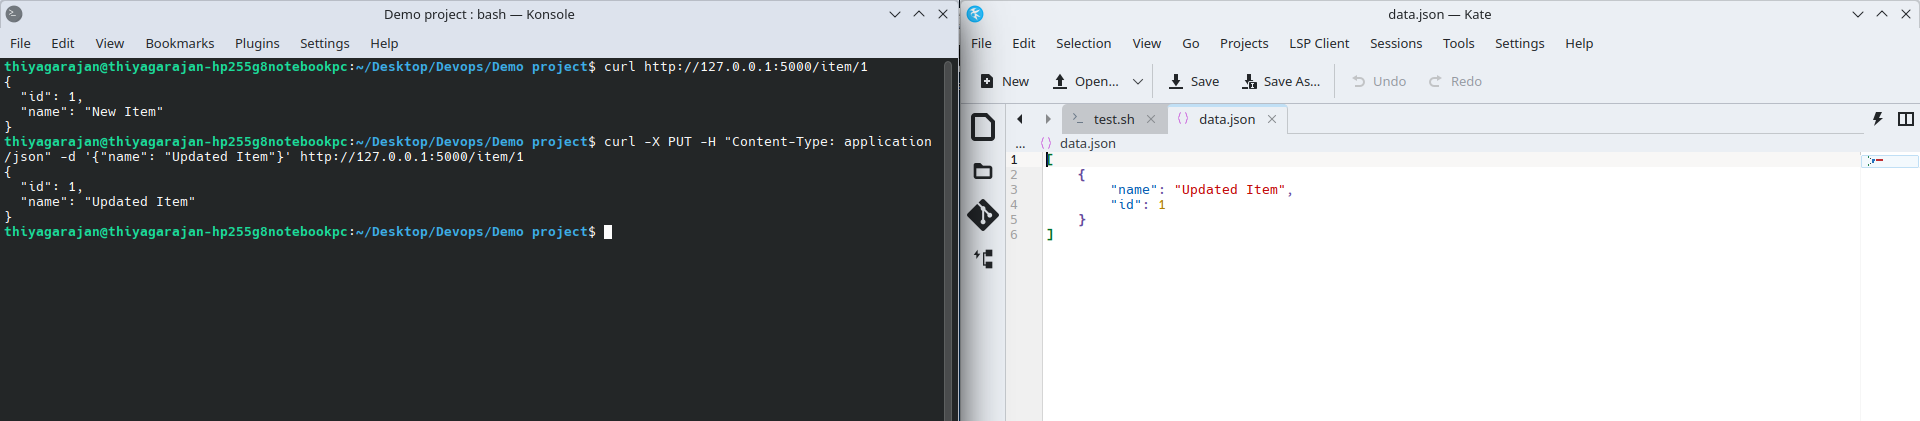 Demo project : bash — Konsole
File Edit View Bookmarks Plugins Settings Help
thiyagarajan@thiyagarajan-hp255g8notebookpc:~/Desktop/Devops/Demo project$ curl http://127.0.0.1:5000/item/1
{
  "id": 1,
  "name": "New Item"
}
thiyagarajan@thiyagarajan-hp255g8notebookpc:~/Desktop/Devops/Demo project$ curl -X PUT -H "Content-Type: application
/json" -d '{"name": "Updated Item"}' http://127.0.0.1:5000/item/1
{
  "id": 1,
  "name": "Updated Item"
}
thiyagarajan@thiyagarajan-hp255g8notebookpc:~/Desktop/Devops/Demo project$
data.json — Kate
File Edit Selection View Go Projects LSP Client Sessions Tools Settings Help
New Open... Save Save As... Undo Redo
test.sh data.json
... data.json
1 [
2     {
3         "name": "Updated Item",
4         "id": 1
5     }
6 ]